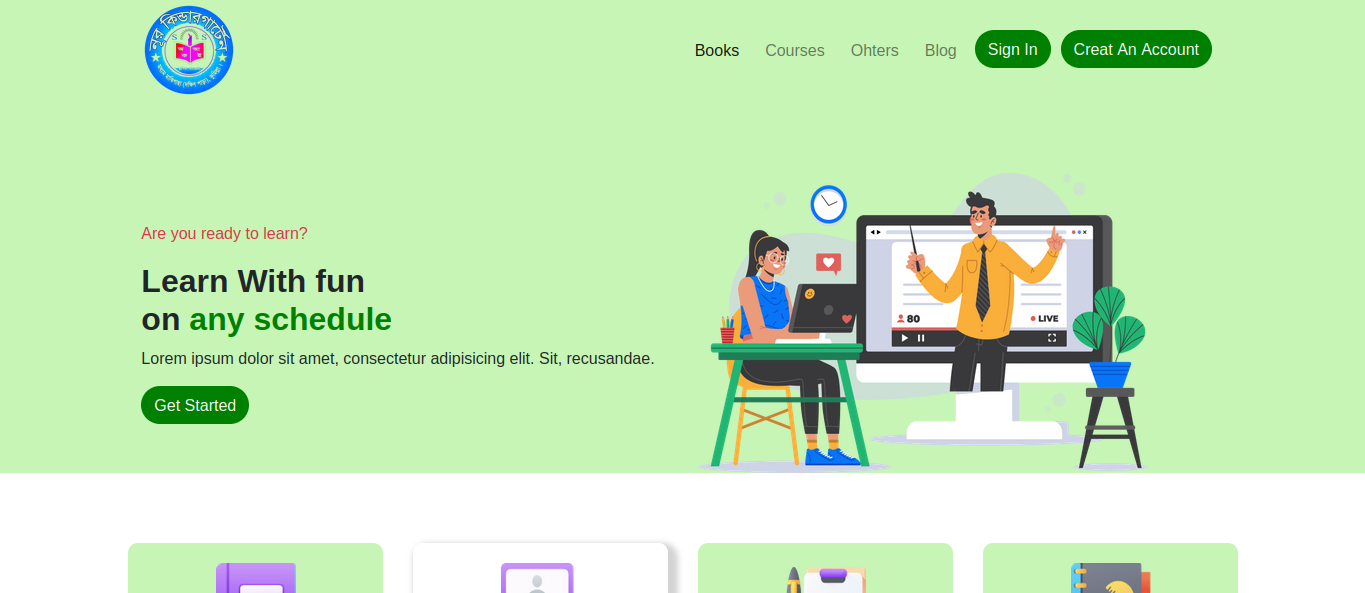 নূর কিন্ডারগার্টেন
Books
Courses
Ohters
Blog
Sign In
Creat An Account
Are you ready to learn?
Learn With fun
on any schedule
Lorem ipsum dolor sit amet, consectetur adipisicing elit. Sit, recusandae.
Get Started
80
LIVE